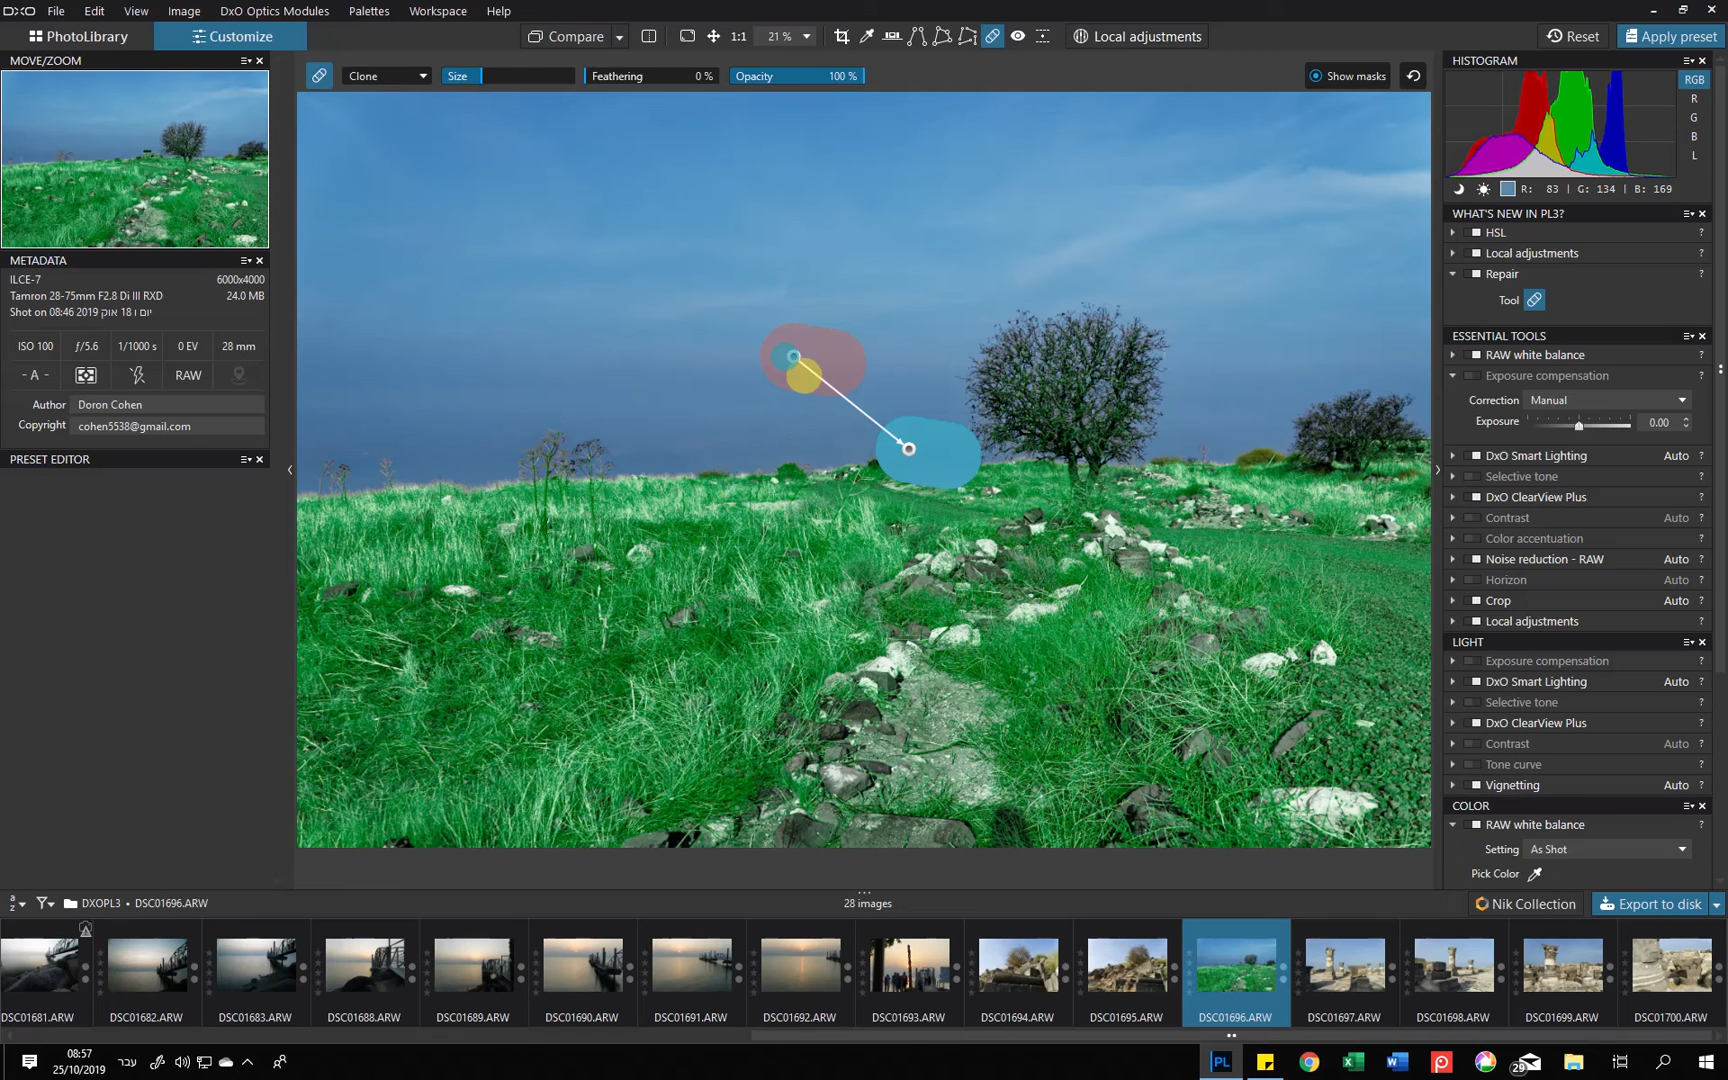 DXO File Edit View Image DxO Optics Modules Palettes Workspace Help
PhotoLibrary Customize Compare 1:1 21 % Local adjustments Reset Apply preset
MOVE/ZOOM
Clone Size Feathering 0 % Opacity 100 % Show masks
METADATA
ILCE-7 6000x4000
Tamron 28-75mm F2.8 Di III RXD 24.0 MB
Shot on 08:46 2019 יום ו 18 אוק
ISO 100 ƒ/5.6 1/1000 s 0 EV 28 mm
- A - RAW
Author Doron Cohen
Copyright cohen5538@gmail.com
PRESET EDITOR
HISTOGRAM
RGB
R
G
B
L
R: 83 | G: 134 | B: 169
WHAT'S NEW IN PL3?
HSL ?
Local adjustments ?
Repair ?
Tool
ESSENTIAL TOOLS
RAW white balance ?
Exposure compensation ?
Correction Manual
Exposure 0.00
DxO Smart Lighting Auto ?
Selective tone ?
DxO ClearView Plus ?
Contrast Auto ?
Color accentuation ?
Noise reduction - RAW Auto ?
Horizon Auto ?
Crop Auto ?
Local adjustments ?
LIGHT
Exposure compensation ?
DxO Smart Lighting Auto ?
Selective tone ?
DxO ClearView Plus ?
Contrast Auto ?
Tone curve ?
Vignetting Auto ?
COLOR
RAW white balance ?
Setting As Shot
Pick Color
a z DXOPL3 • DSC01696.ARW 28 images Nik Collection Export to disk
DSC01681.ARW DSC01682.ARW DSC01683.ARW DSC01688.ARW DSC01689.ARW DSC01690.ARW DSC01691.ARW DSC01692.ARW DSC01693.ARW DSC01694.ARW DSC01695.ARW DSC01696.ARW DSC01697.ARW DSC01698.ARW DSC01699.ARW DSC01700.ARW
08:57
25/10/2019
עבר
PL
29